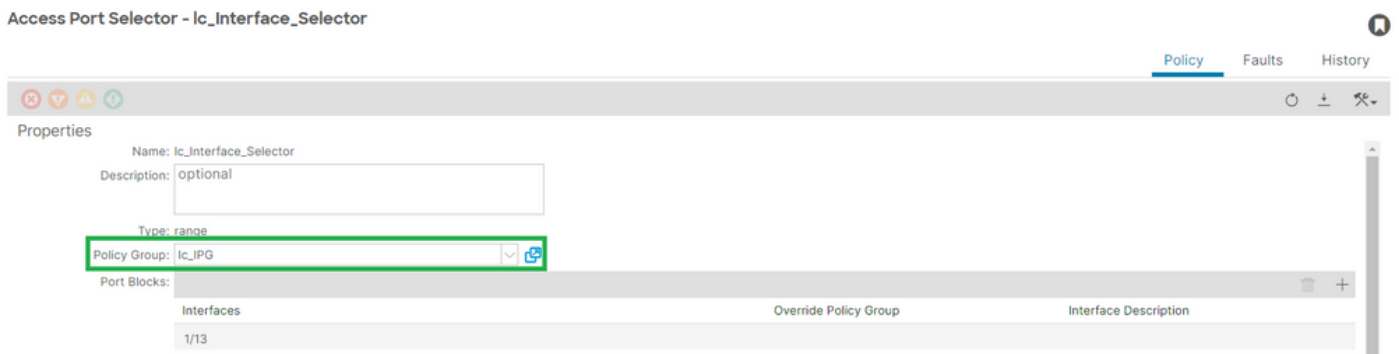 Access Port Selector - lc_Interface_Selector
Policy Faults History
Properties
Name: lc_Interface_Selector
Description: optional
Type: range
Policy Group: lc_IPG
Port Blocks:
Interfaces Override Policy Group Interface Description
1/13